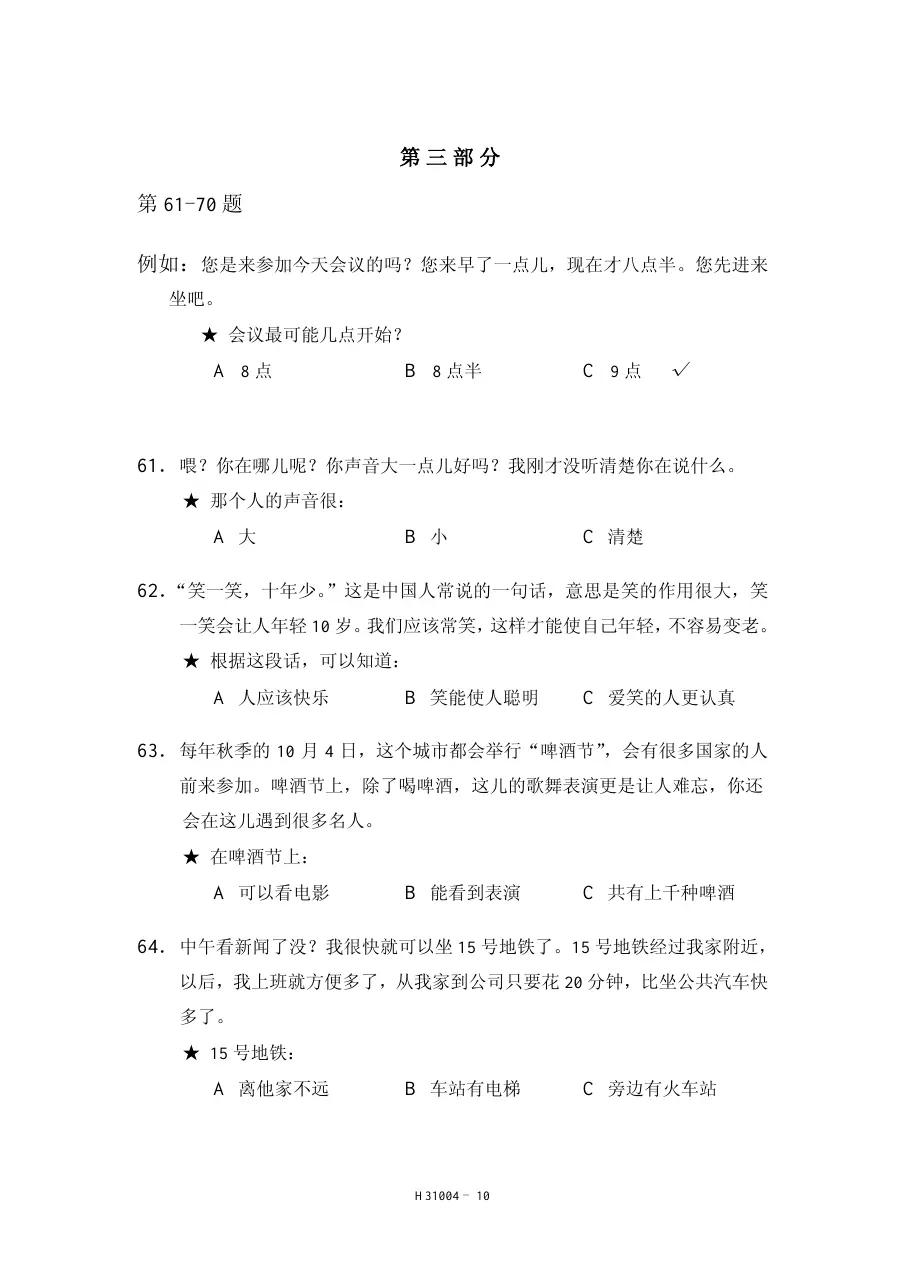 第三部分
第 61-70 题
例如：您是来参加今天会议的吗？您来早了一点儿，现在才八点半。您先进来
坐吧。
★ 会议最可能几点开始？
A 8 点 B 8 点半 C 9 点 √
61．喂？你在哪儿呢？你声音大一点儿好吗？我刚才没听清楚你在说什么。
★ 那个人的声音很：
A 大 B 小 C 清楚
62．“笑一笑，十年少。”这是中国人常说的一句话，意思是笑的作用很大，笑
一笑会让人年轻 10 岁。我们应该常笑，这样才能使自己年轻，不容易变老。
★ 根据这段话，可以知道：
A 人应该快乐 B 笑能使人聪明 C 爱笑的人更认真
63．每年秋季的 10 月 4 日，这个城市都会举行“啤酒节”，会有很多国家的人
前来参加。啤酒节上，除了喝啤酒，这儿的歌舞表演更是让人难忘，你还
会在这儿遇到很多名人。
★ 在啤酒节上：
A 可以看电影 B 能看到表演 C 共有上千种啤酒
64．中午看新闻了没？我很快就可以坐 15 号地铁了。15 号地铁经过我家附近，
以后，我上班就方便多了，从我家到公司只要花 20 分钟，比坐公共汽车快
多了。
★ 15 号地铁：
A 离他家不远 B 车站有电梯 C 旁边有火车站
H31004 - 10